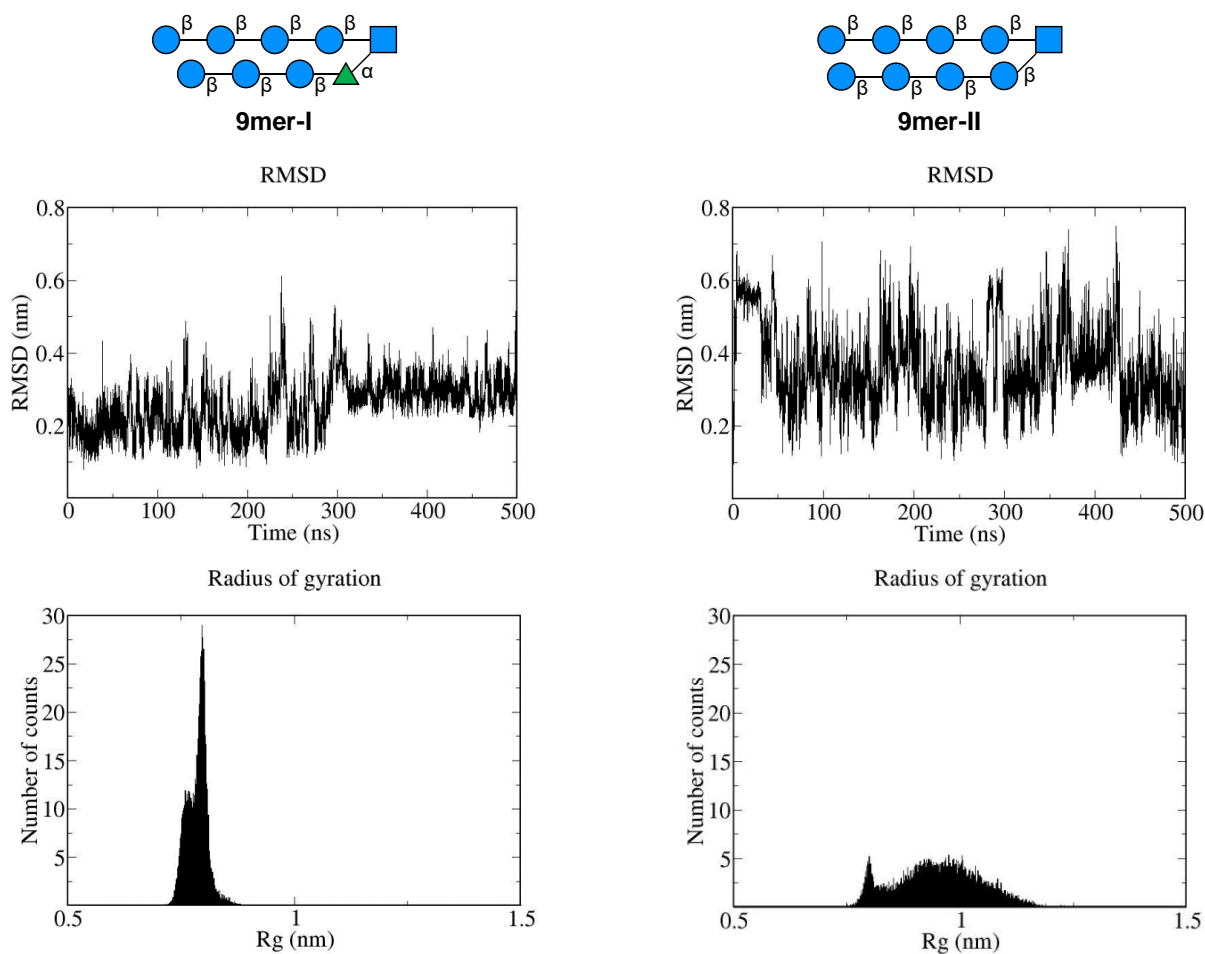 β β β β
β β β α
9mer-I
β β β β
β β β β
9mer-II
RMSD
0.8
0.6
0.4
0.2
RMSD (nm)
0 100 200 300 400 500
Time (ns)
RMSD
0.8
0.6
0.4
0.2
RMSD (nm)
0 100 200 300 400 500
Time (ns)
Radius of gyration
30
25
20
15
10
5
Number of counts
0.5 1 1.5
Rg (nm)
Radius of gyration
30
25
20
15
10
5
Number of counts
0.5 1 1.5
Rg (nm)